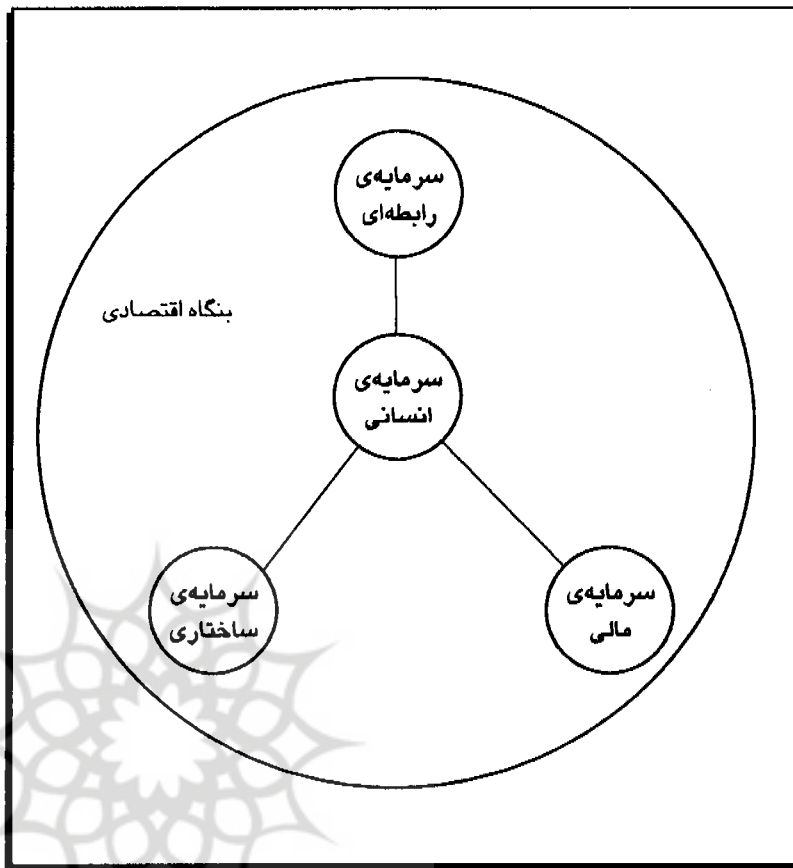 سرمایه‌ی
رابطه‌ای
بنگاه اقتصادی
سرمایه‌ی
انسانی
سرمایه‌ی
مالی
سرمایه‌ی
ساختاری